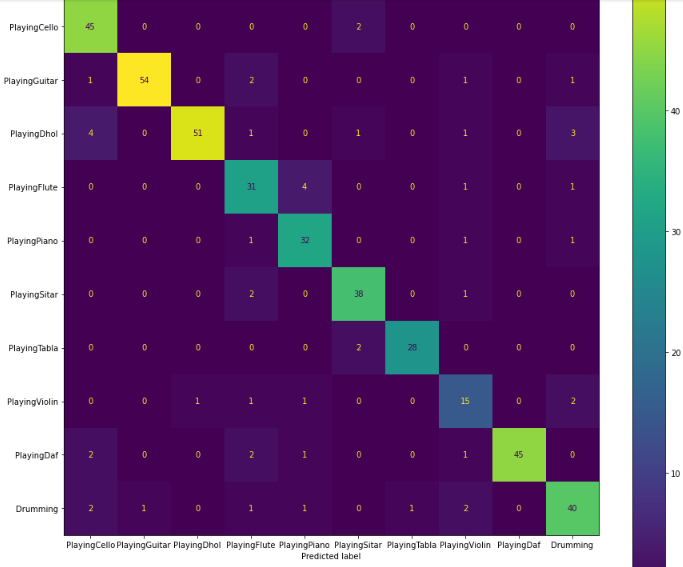 PlayingCello 45 0 0 0 0 2 0 0 0 0
PlayingGuitar 1 54 0 2 0 0 0 1 0 1
40
PlayingDhol 4 0 51 1 0 1 0 1 0 3
PlayingFlute 0 0 0 31 4 0 0 1 0 1
30
PlayingPiano 0 0 0 1 32 0 0 1 0 1
PlayingSitar 0 0 0 2 0 38 0 1 0 0
20
PlayingTabla 0 0 0 0 0 2 28 0 0 0
PlayingViolin 0 0 1 1 1 0 0 15 0 2
PlayingDaf 2 0 0 2 1 0 0 1 45 0
10
Drumming 2 1 0 1 1 0 1 2 0 40
PlayingCello PlayingGuitar PlayingDhol PlayingFlute PlayingPiano PlayingSitar PlayingTabla PlayingViolin PlayingDaf Drumming
Predicted label